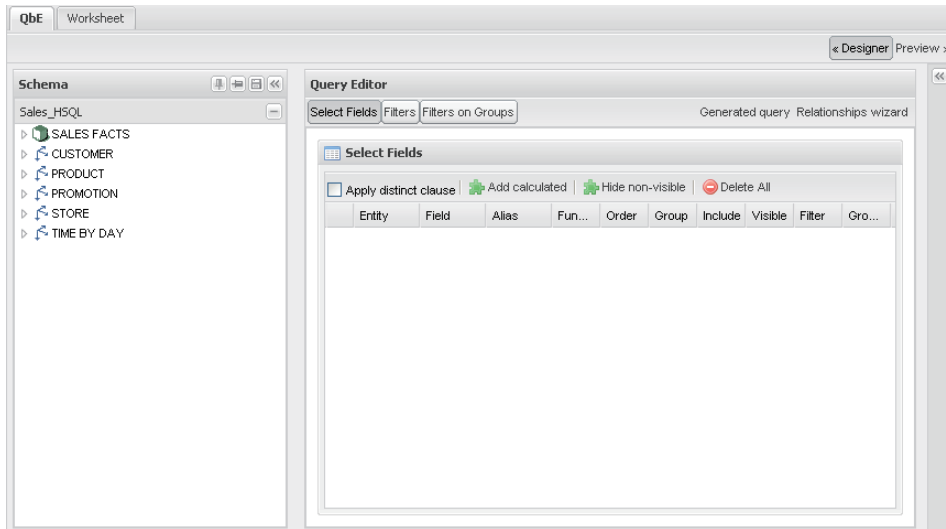 QbE Worksheet
« Designer Preview »
Schema
Query Editor
Sales_HSQL
Select Fields Filters Filters on Groups Generated query Relationships wizard
SALES FACTS
CUSTOMER
PRODUCT
PROMOTION
STORE
TIME BY DAY
Select Fields
Apply distinct clause Add calculated Hide non-visible Delete All
Entity Field Alias Fun... Order Group Include Visible Filter Gro...